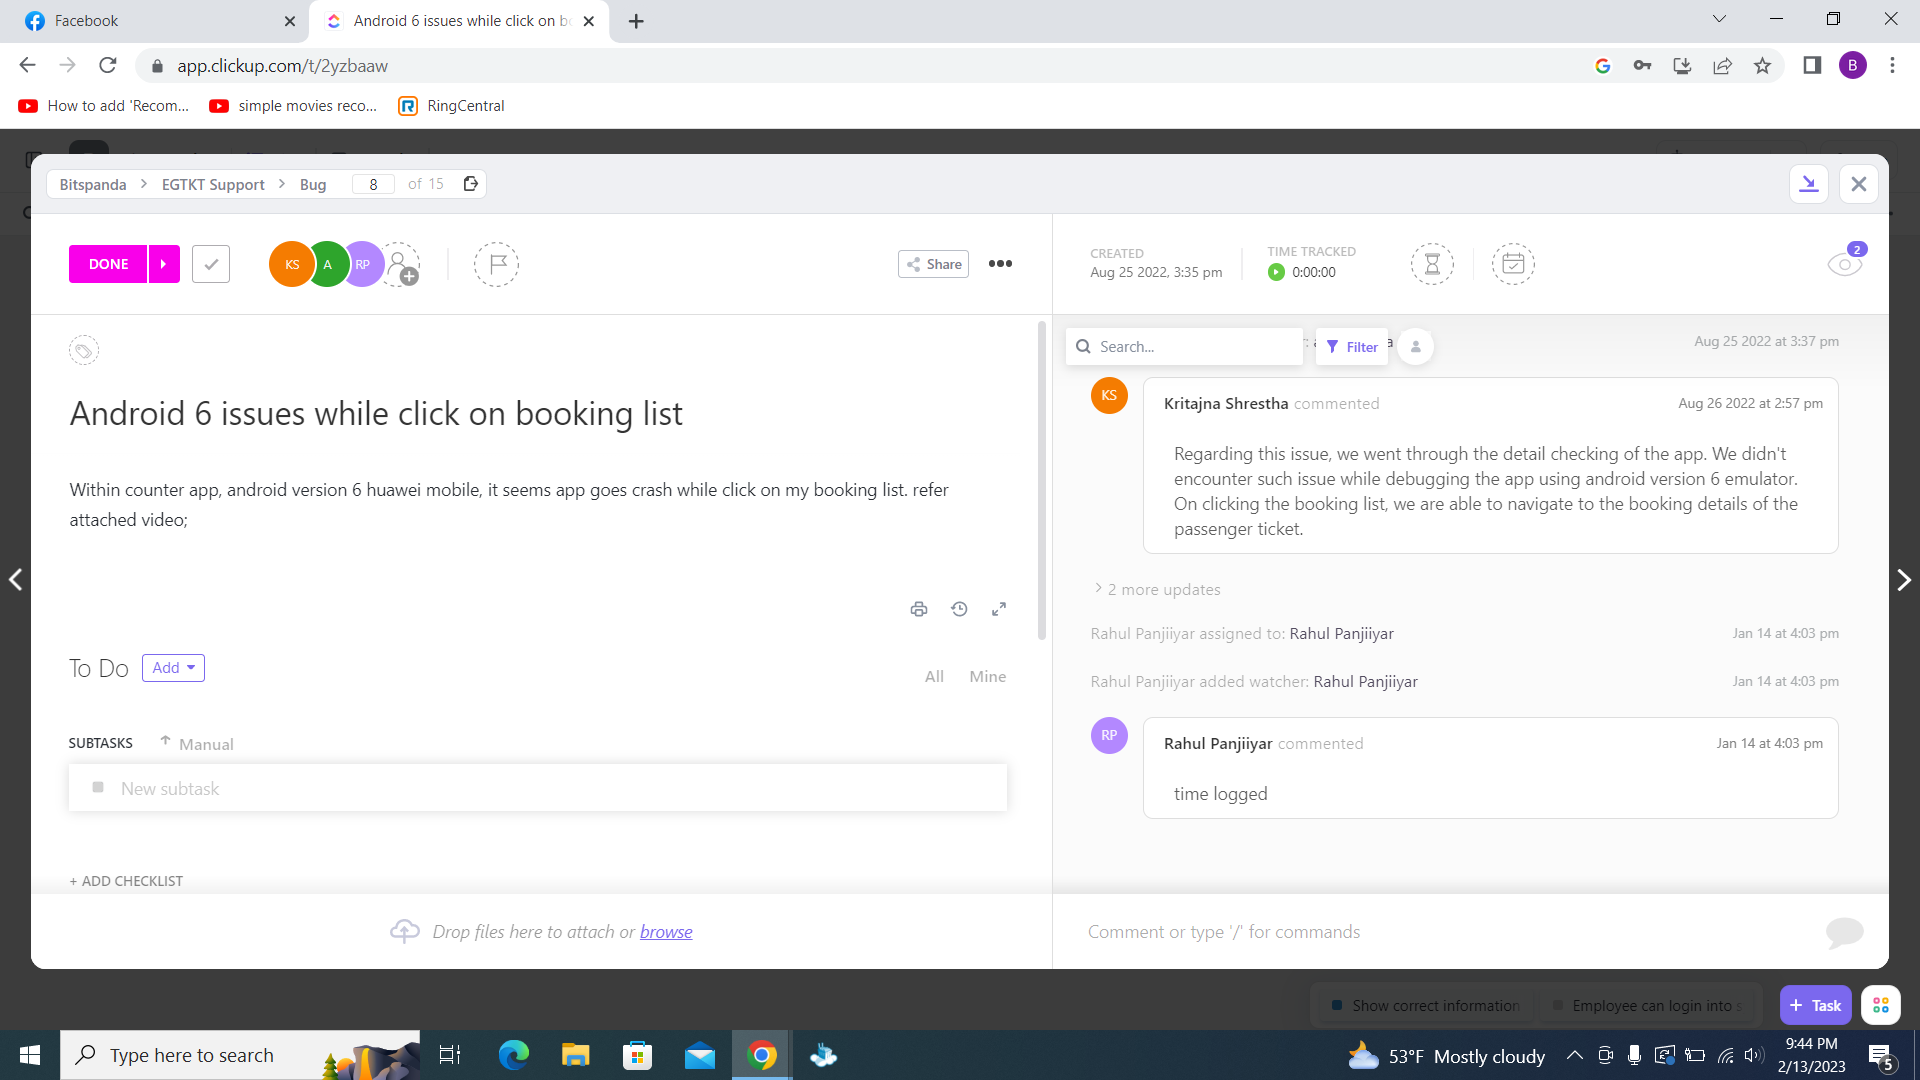 Facebook
Android 6 issues while click on b
app.clickup.com/t/2yzbaaw
B
How to add 'Recom...
simple movies reco...
RingCentral
Bitspanda > EGTKT Support > Bug 8 of 15
DONE
KS
A
RP
Share
CREATED
Aug 25 2022, 3:35 pm
TIME TRACKED
0:00:00
2
Search...
Filter
Aug 25 2022 at 3:37 pm
Android 6 issues while click on booking list
Within counter app, android version 6 huawei mobile, it seems app goes crash while click on my booking list. refer
attached video;
To Do
Add
All
Mine
SUBTASKS
Manual
New subtask
+ ADD CHECKLIST
Drop files here to attach or browse
KS
Kritajna Shrestha commented
Aug 26 2022 at 2:57 pm
Regarding this issue, we went through the detail checking of the app. We didn't
encounter such issue while debugging the app using android version 6 emulator.
On clicking the booking list, we are able to navigate to the booking details of the
passenger ticket.
> 2 more updates
Rahul Panjiiyar assigned to: Rahul Panjiiyar
Jan 14 at 4:03 pm
Rahul Panjiiyar added watcher: Rahul Panjiiyar
Jan 14 at 4:03 pm
RP
Rahul Panjiiyar commented
Jan 14 at 4:03 pm
time logged
Comment or type '/' for commands
Show correct information
Employee can login into
+ Task
Type here to search
53°F Mostly cloudy
9:44 PM
2/13/2023
5